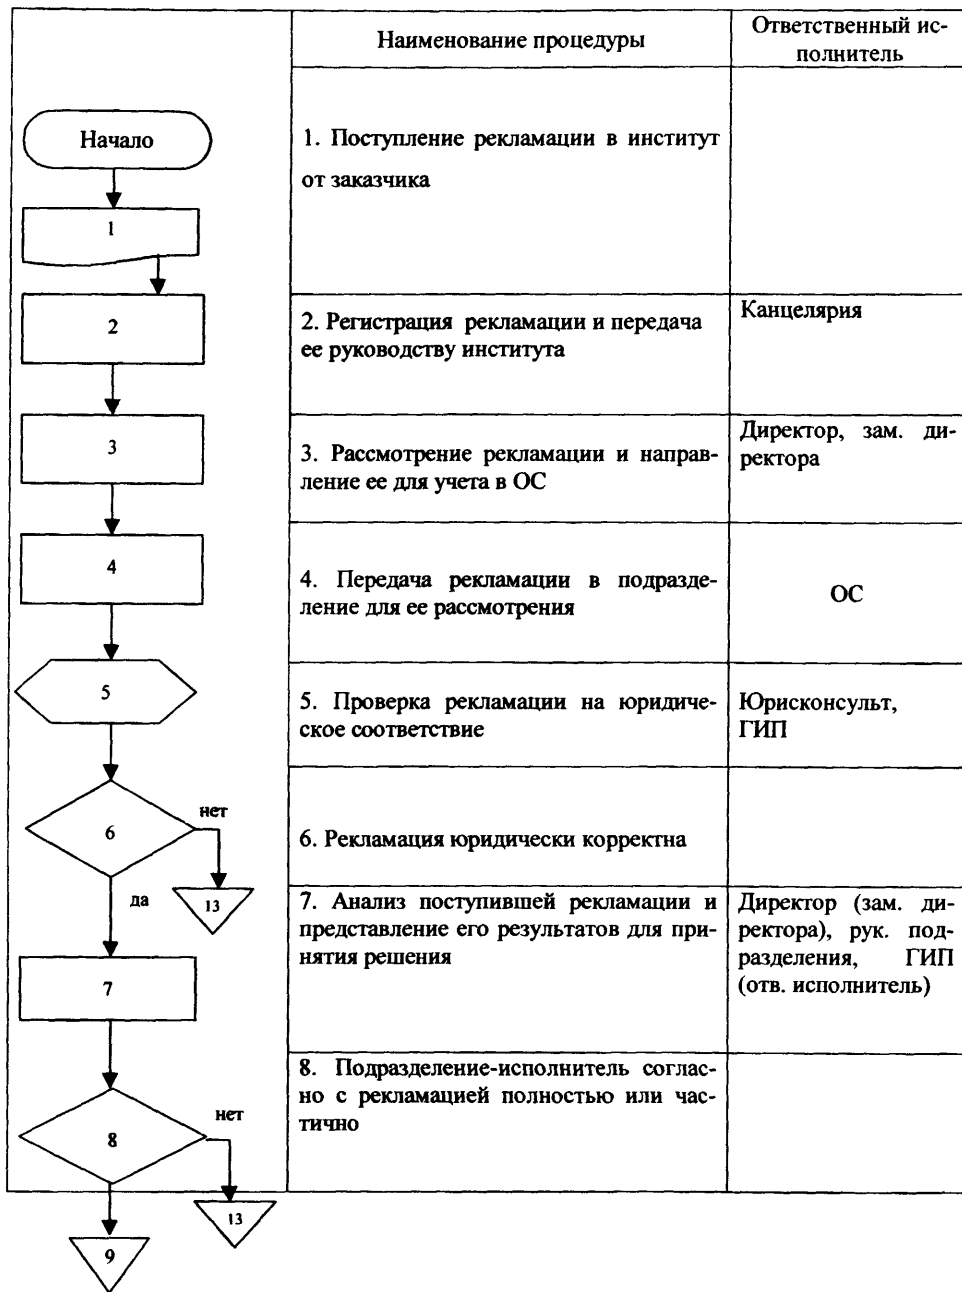 Наименование процедуры
Ответственный ис-
полнитель
Начало
1. Поступление рекламации в институт
от заказчика
1
2
2. Регистрация рекламации и передача
ее руководству института
Канцелярия
3
3. Рассмотрение рекламации и направ-
ление ее для учета в ОС
Директор, зам. ди-
ректора
4
4. Передача рекламации в подразде-
ление для ее рассмотрения
ОС
5
5. Проверка рекламации на юридиче-
ское соответствие
Юрисконсульт,
ГИП
6
нет
13
да
6. Рекламация юридически корректна
7
7. Анализ поступившей рекламации и
представление его результатов для при-
нятия решения
Директор (зам. ди-
ректора), рук. под-
разделения, ГИП
(отв. исполнитель)
8
нет
13
9
8. Подразделение-исполнитель соглас-
но с рекламацией полностью или час-
тично